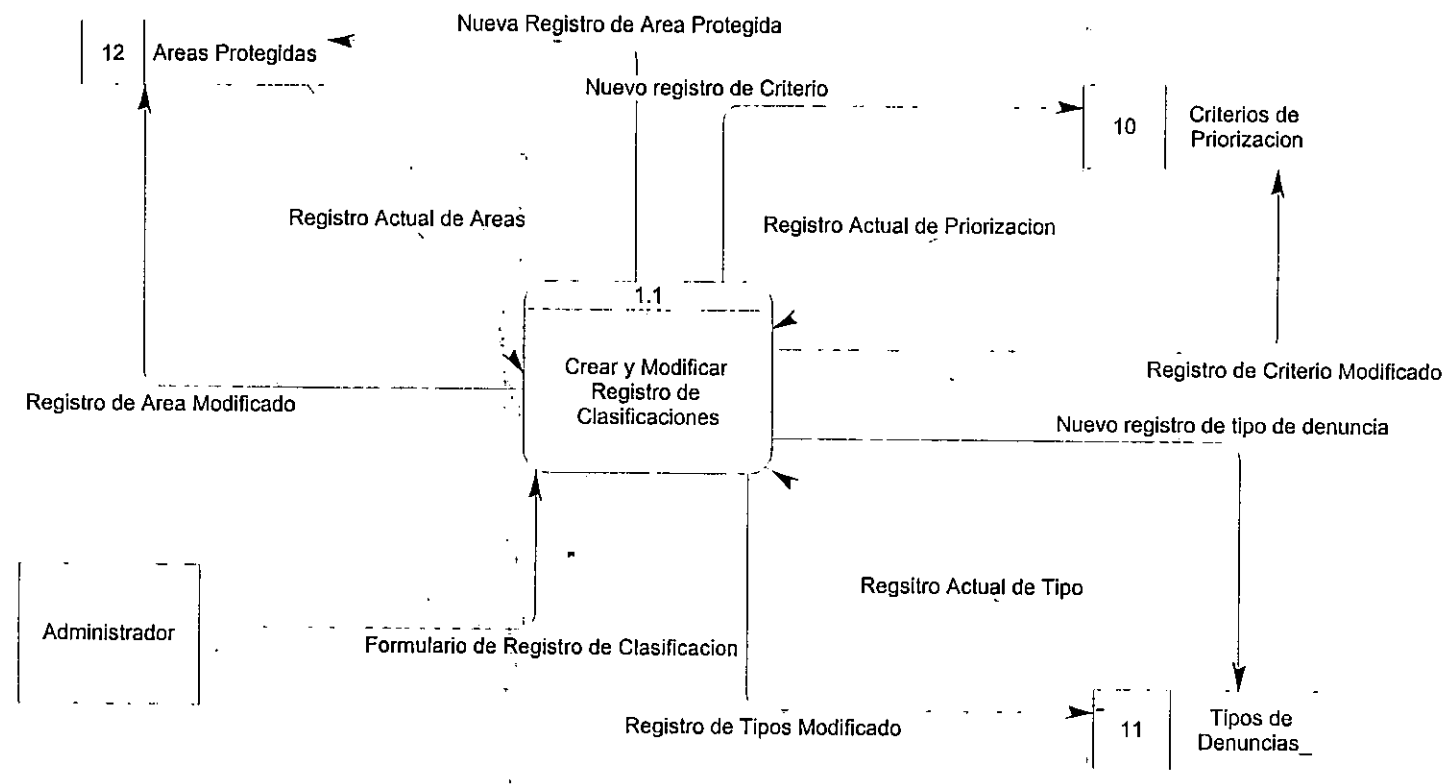 Nueva Registro de Area Protegida
12 Areas Protegidas
Nuevo registro de Criterio
10
Criterios de
Priorizacion
Registro Actual de Areas
Registro Actual de Priorizacion
1.1
Crear y Modificar
Registro de
Clasificaciones
Registro de Criterio Modificado
Registro de Area Modificado
Nuevo registro de tipo de denuncia
Regsitro Actual de Tipo
Administrador
Formulario de Registro de Clasificacion
Registro de Tipos Modificado
11
Tipos de
Denuncias_